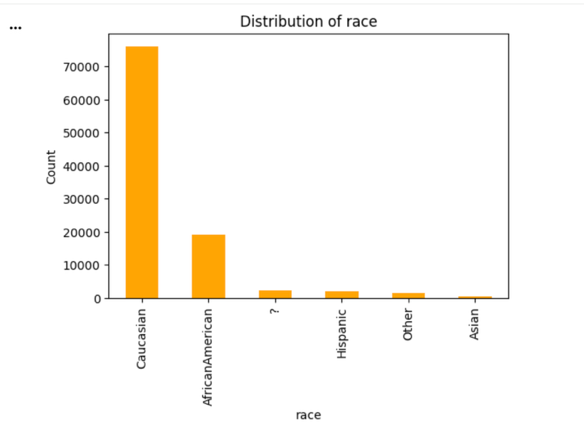 ...
Distribution of race
Count
70000
60000
50000
40000
30000
20000
10000
0
Caucasian
AfricanAmerican
?
Hispanic
Other
Asian
race